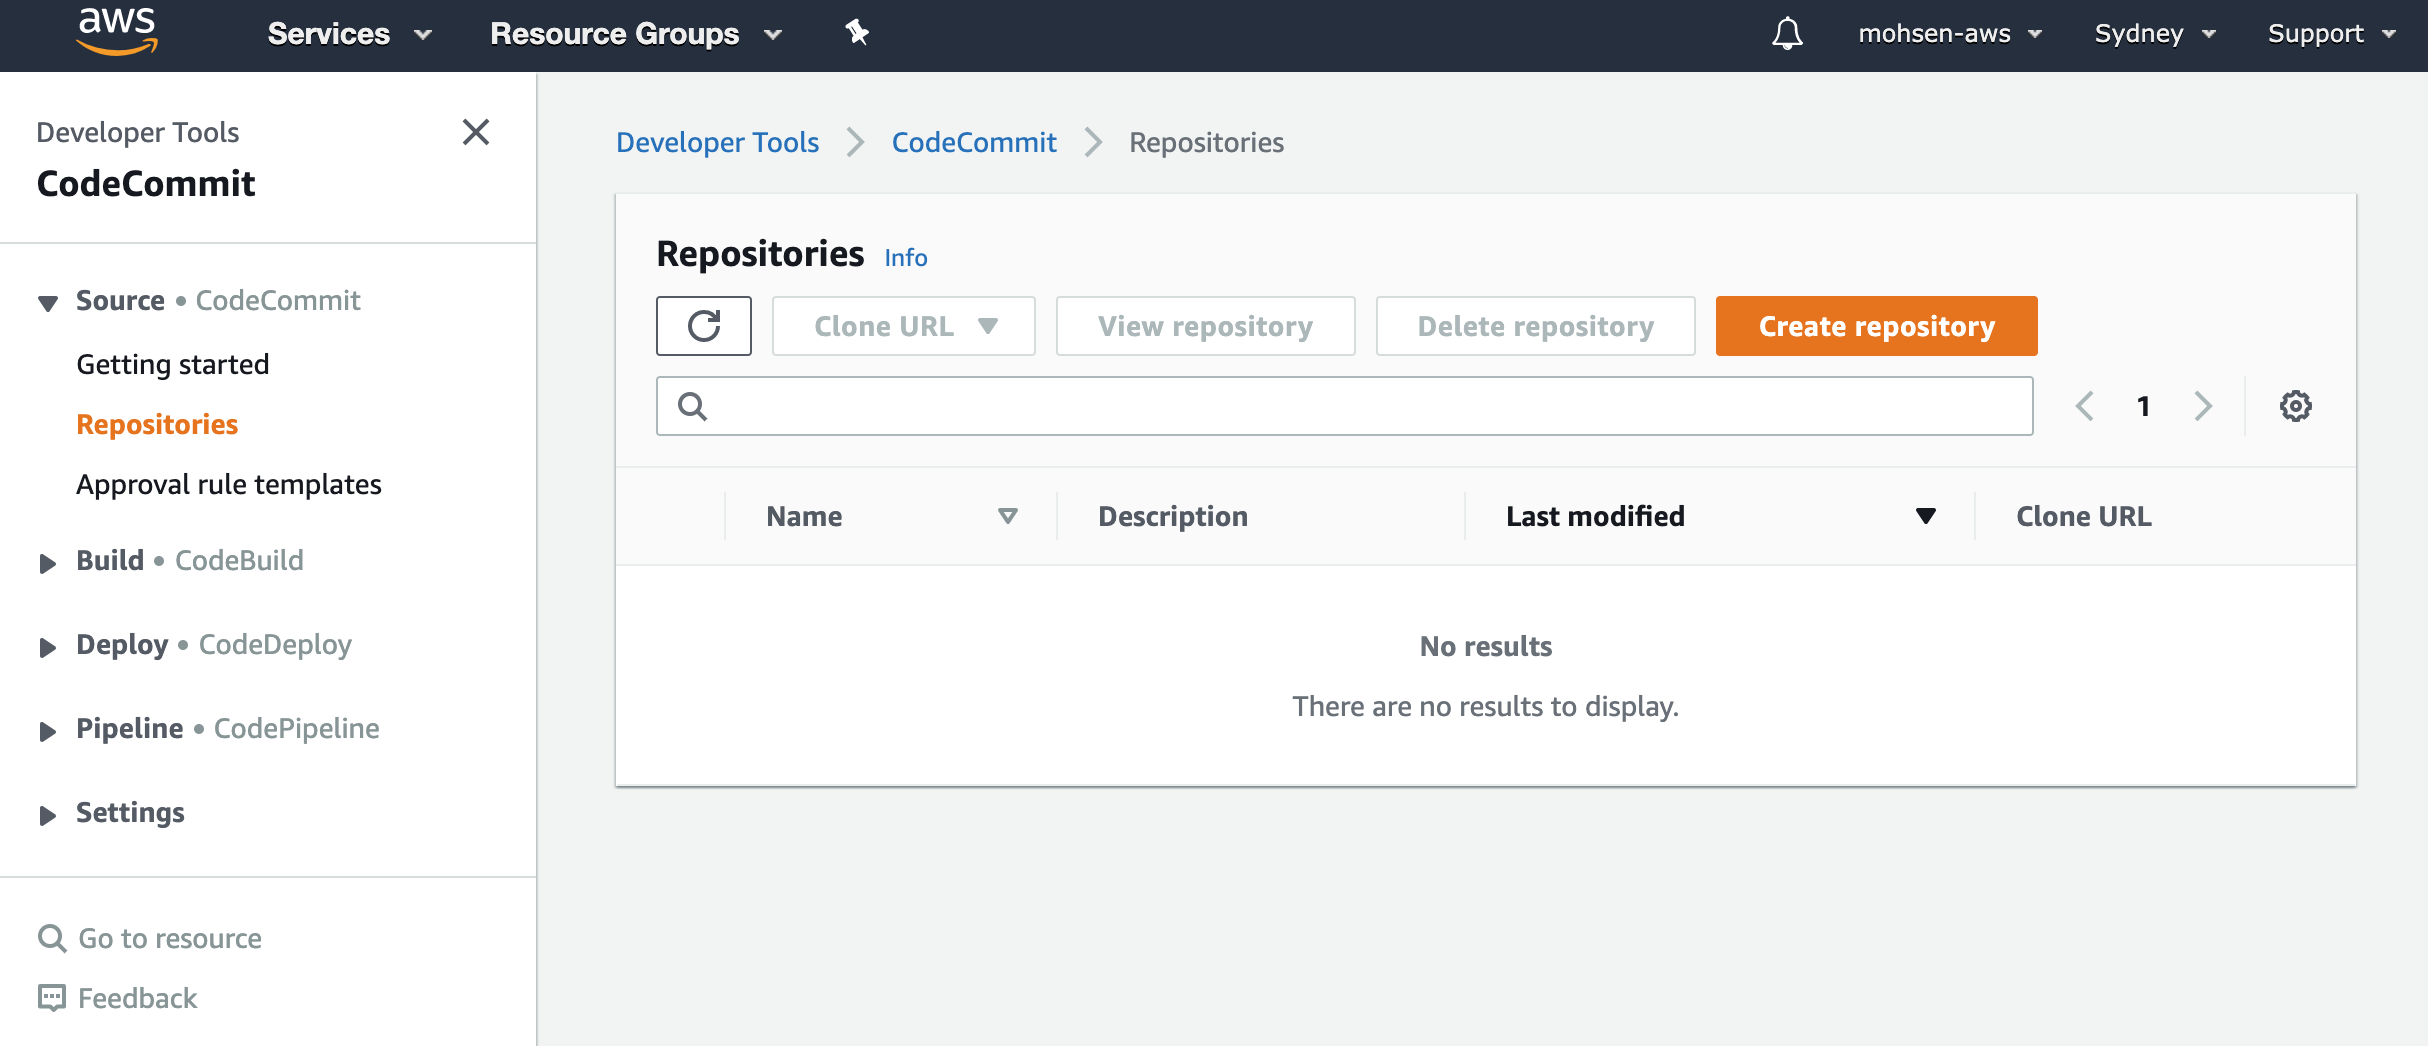 aws Services Resource Groups mohsen-aws Sydney Support
Developer Tools
CodeCommit
Source • CodeCommit
Getting started
Repositories
Approval rule templates
Build • CodeBuild
Deploy • CodeDeploy
Pipeline • CodePipeline
Settings
Go to resource
Feedback
Developer Tools CodeCommit Repositories
Repositories Info
Clone URL View repository Delete repository Create repository
1
Name Description Last modified Clone URL
No results
There are no results to display.